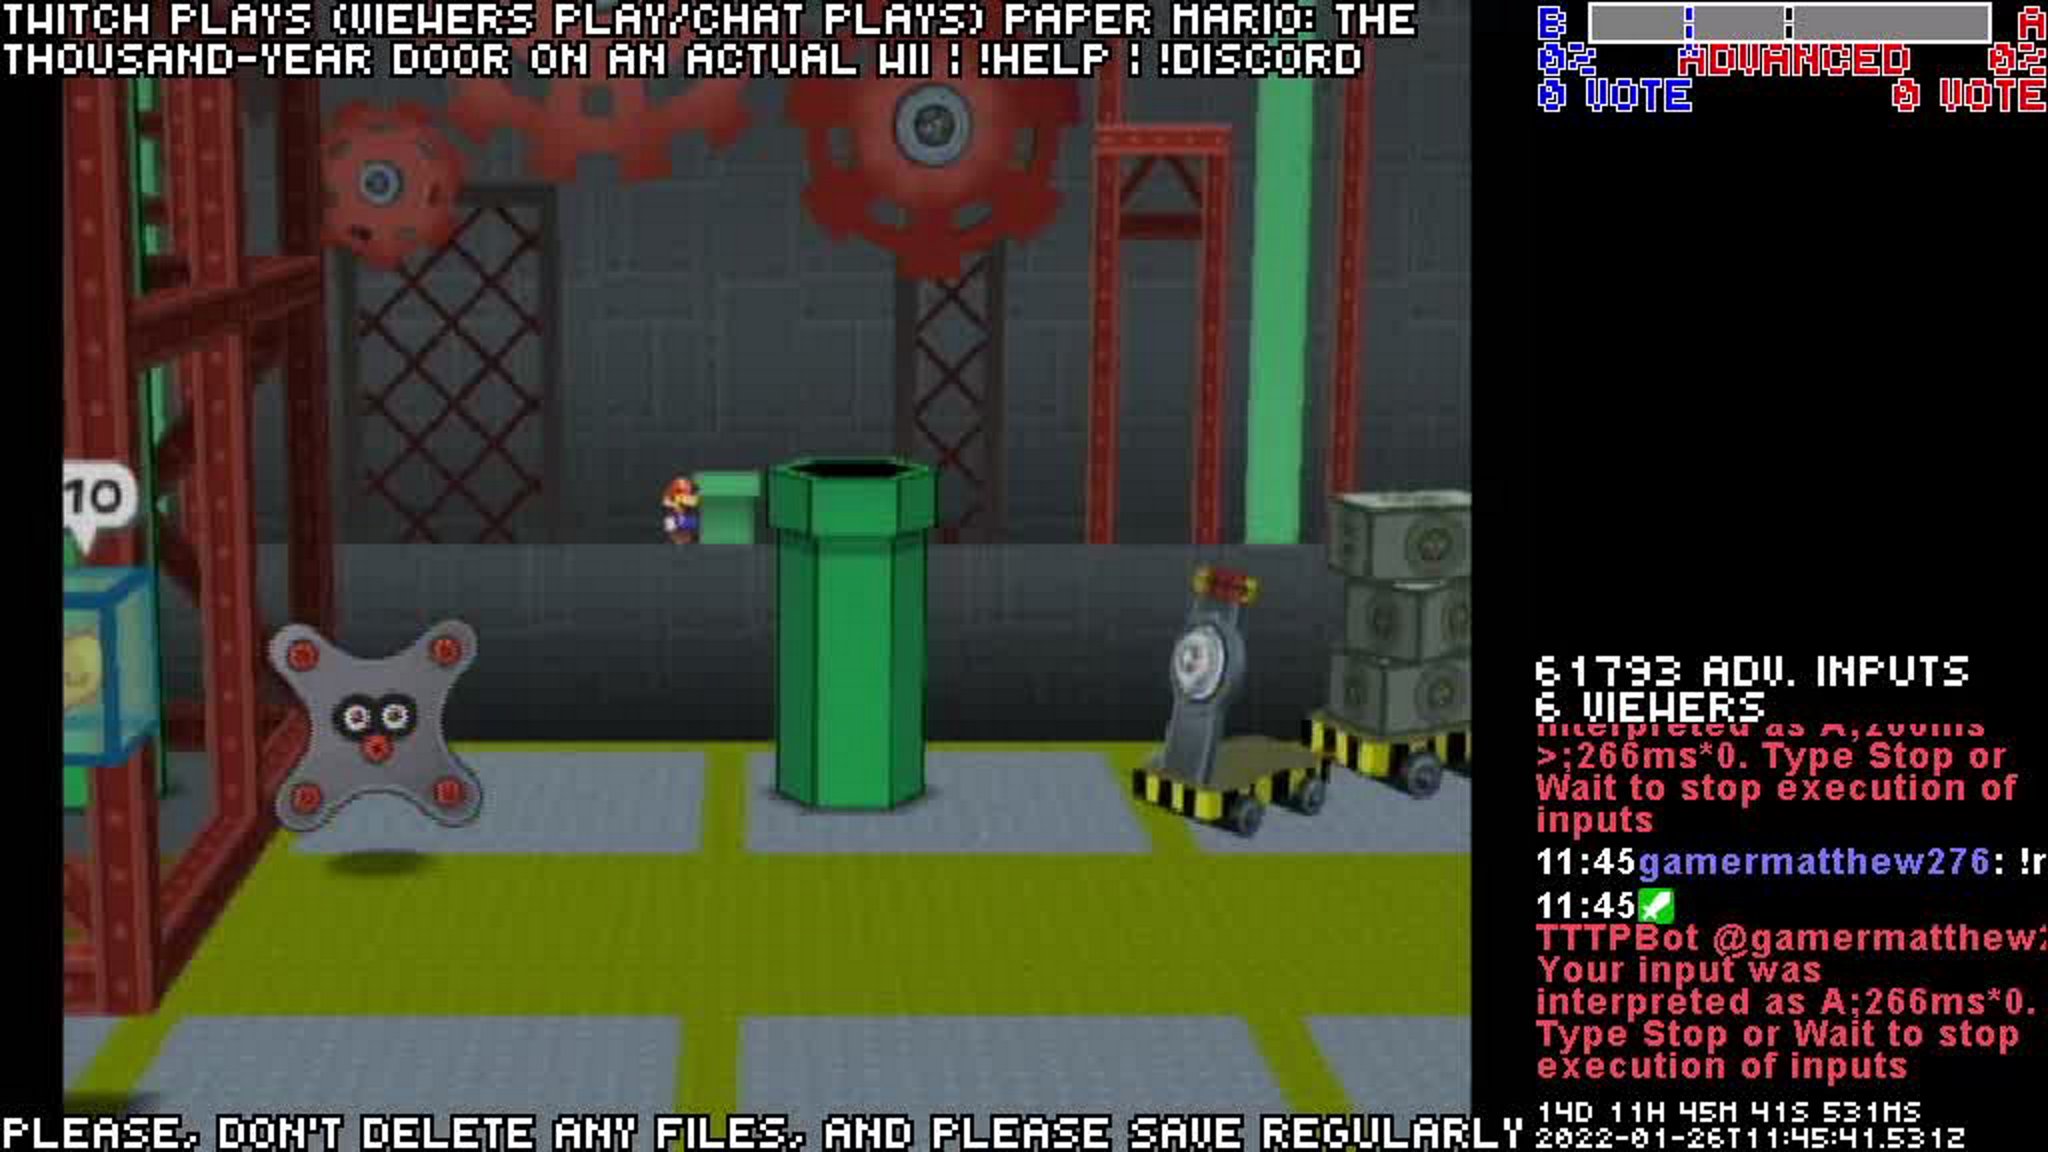 TWITCH PLAYS (VIEWERS PLAY/CHAT PLAYS) PAPER MARIO: THE
THOUSAND-YEAR DOOR ON AN ACTUAL WII ¦ !HELP ¦ !DISCORD
B A
0% ADVANCED 0%
0 VOTE 0 VOTE
10
61793 ADV. INPUTS
6 VIEWERS
interpreted as A;266ms
>;266ms*0. Type Stop or
Wait to stop execution of
inputs
11:45gamermatthew276: !r
11:45
TTTPBot @gamermatthew2
Your input was
interpreted as A;266ms*0.
Type Stop or Wait to stop
execution of inputs
14D 11H 45M 41S 531MS
2022-01-26T11:45:41.531Z
PLEASE, DON'T DELETE ANY FILES, AND PLEASE SAVE REGULARLY